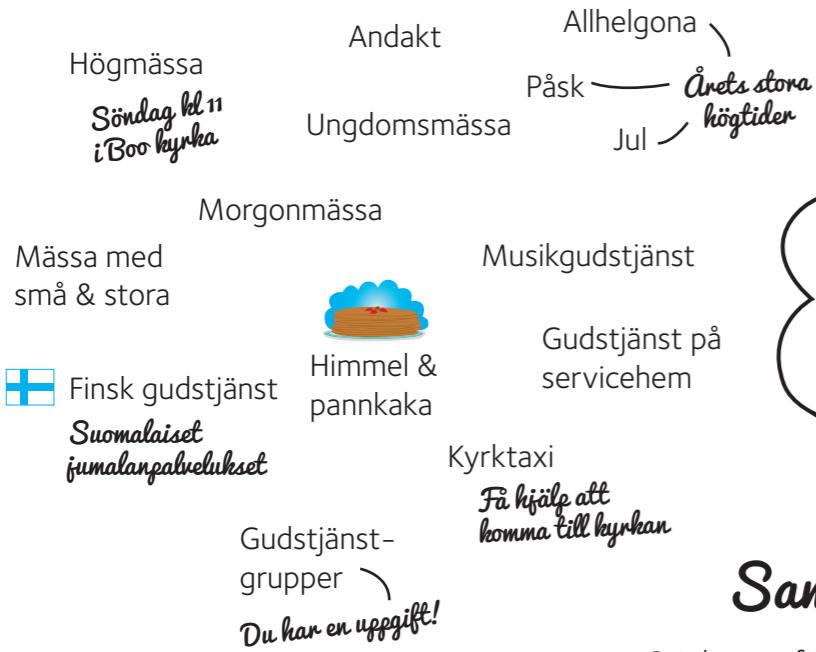 Allhelgona
Andakt
Högmässa
Påsk
Årets stora
högtider
Söndag kl 11
i Boo kyrka
Ungdomsmässa
Jul
Morgonmässa
Mässa med
små & stora
Musikgudstjänst
Gudstjänst på
servicehem
Himmel &
pannkaka
Finsk gudstjänst
Suomalaiset
jumalanpalvelukset
Kyrktaxi
Få hjälp att
komma till kyrkan
Gudstjänst-
grupper
Du har en uppgift!